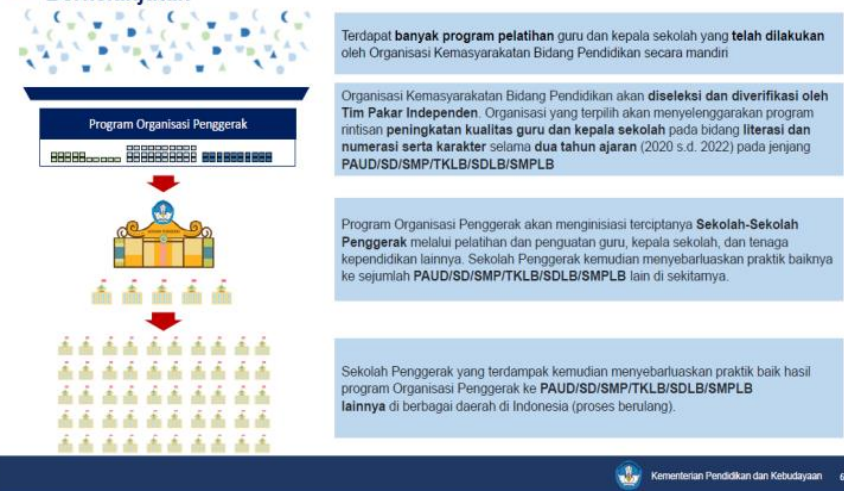 Terdapat banyak program pelatihan guru dan kepala sekolah yang telah dilakukan
oleh Organisasi Kemasyarakatan Bidang Pendidikan secara mandiri
Program Organisasi Penggerak
Organisasi Kemasyarakatan Bidang Pendidikan akan diseleksi dan diverifikasi oleh
Tim Pakar Independen. Organisasi yang terpilih akan menyelenggarakan program
rintisan peningkatan kualitas guru dan kepala sekolah pada bidang literasi dan
numerasi serta karakter selama dua tahun ajaran (2020 s.d. 2022) pada jenjang
PAUD/SD/SMP/TKLB/SDLB/SMPLB
Program Organisasi Penggerak akan menginisiasi terciptanya Sekolah-Sekolah
Penggerak melalui pelatihan dan penguatan guru, kepala sekolah, dan tenaga
kependidikan lainnya. Sekolah Penggerak kemudian menyebarluaskan praktik baiknya
ke sejumlah PAUD/SD/SMP/TKLB/SDLB/SMPLB lain di sekitarnya.
Sekolah Penggerak yang terdampak kemudian menyebarluaskan praktik baik hasil
program Organisasi Penggerak ke PAUD/SD/SMP/TKLB/SDLB/SMPLB
lainnya di berbagai daerah di Indonesia (proses berulang).
Kementerian Pendidikan dan Kebudayaan 6